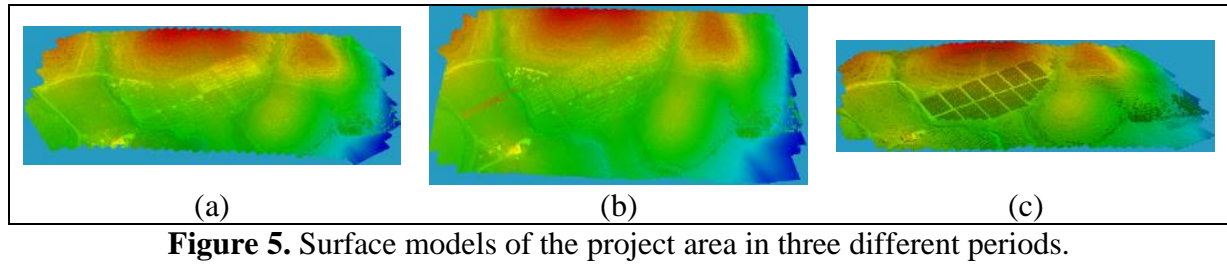 (a) (b) (c)
Figure 5. Surface models of the project area in three different periods.